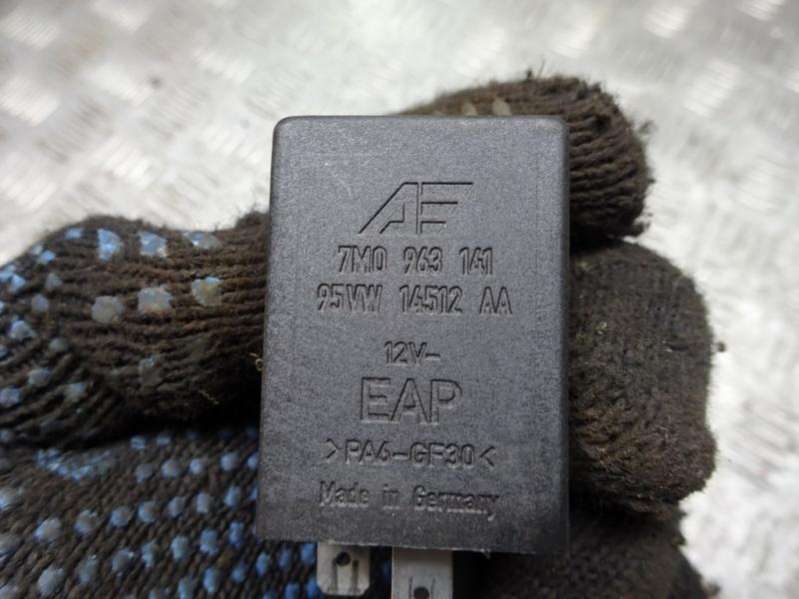 AF
7M0 963 141
95VW 14512 AA
12V-
EAP
>PA6-GF30<
Made in Germany